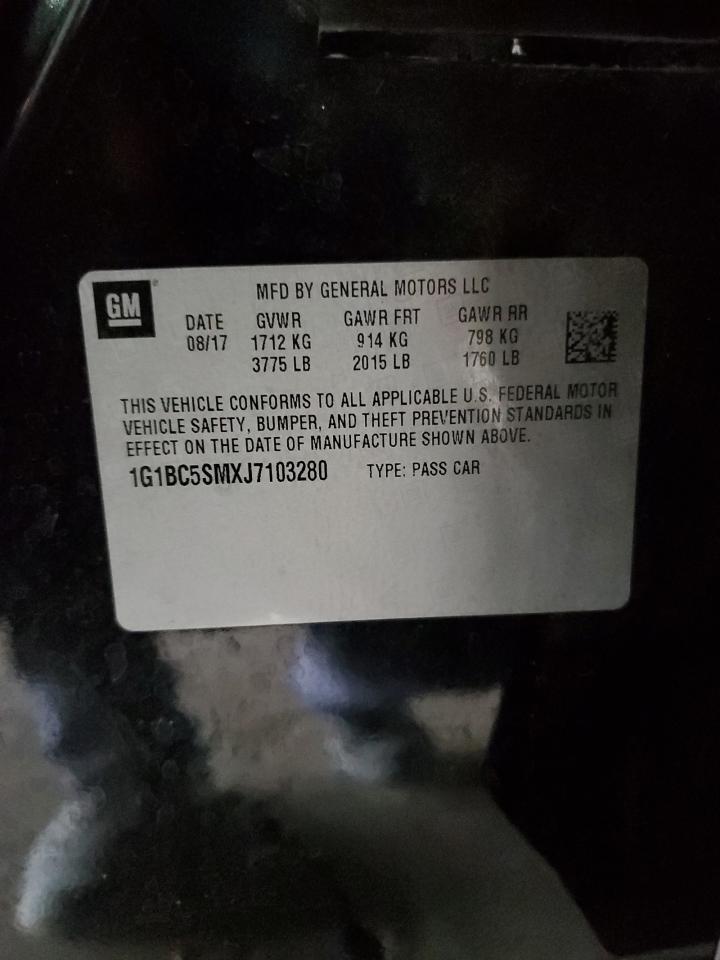 GM
MFD BY GENERAL MOTORS LLC
DATE GVWR GAWR FRT GAWR RR
08/17 1712 KG 914 KG 798 KG
3775 LB 2015 LB 1760 LB
THIS VEHICLE CONFORMS TO ALL APPLICABLE U.S. FEDERAL MOTOR
VEHICLE SAFETY, BUMPER, AND THEFT PREVENTION STANDARDS IN
EFFECT ON THE DATE OF MANUFACTURE SHOWN ABOVE.
1G1BC5SMXJ7103280 TYPE: PASS CAR